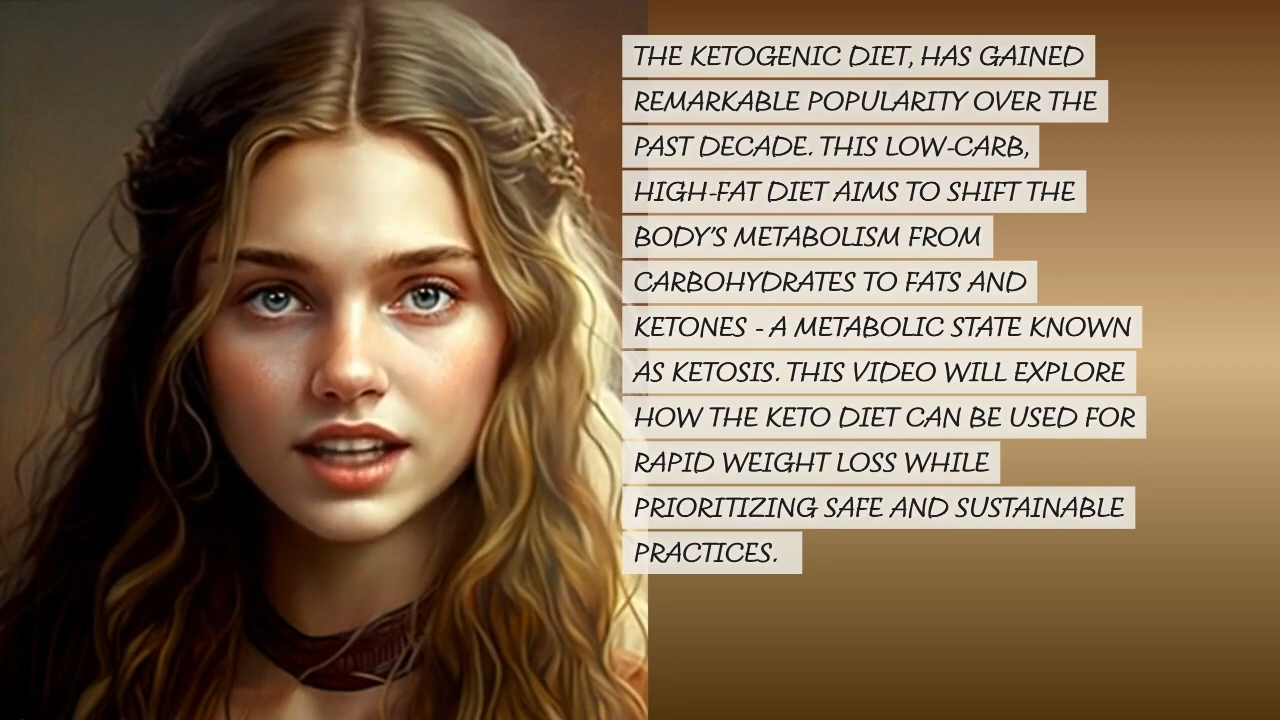 THE KETOGENIC DIET, HAS GAINED
REMARKABLE POPULARITY OVER THE
PAST DECADE. THIS LOW-CARB,
HIGH-FAT DIET AIMS TO SHIFT THE
BODY'S METABOLISM FROM
CARBOHYDRATES TO FATS AND
KETONES - A METABOLIC STATE KNOWN
AS KETOSIS. THIS VIDEO WILL EXPLORE
HOW THE KETO DIET CAN BE USED FOR
RAPID WEIGHT LOSS WHILE
PRIORITIZING SAFE AND SUSTAINABLE
PRACTICES.